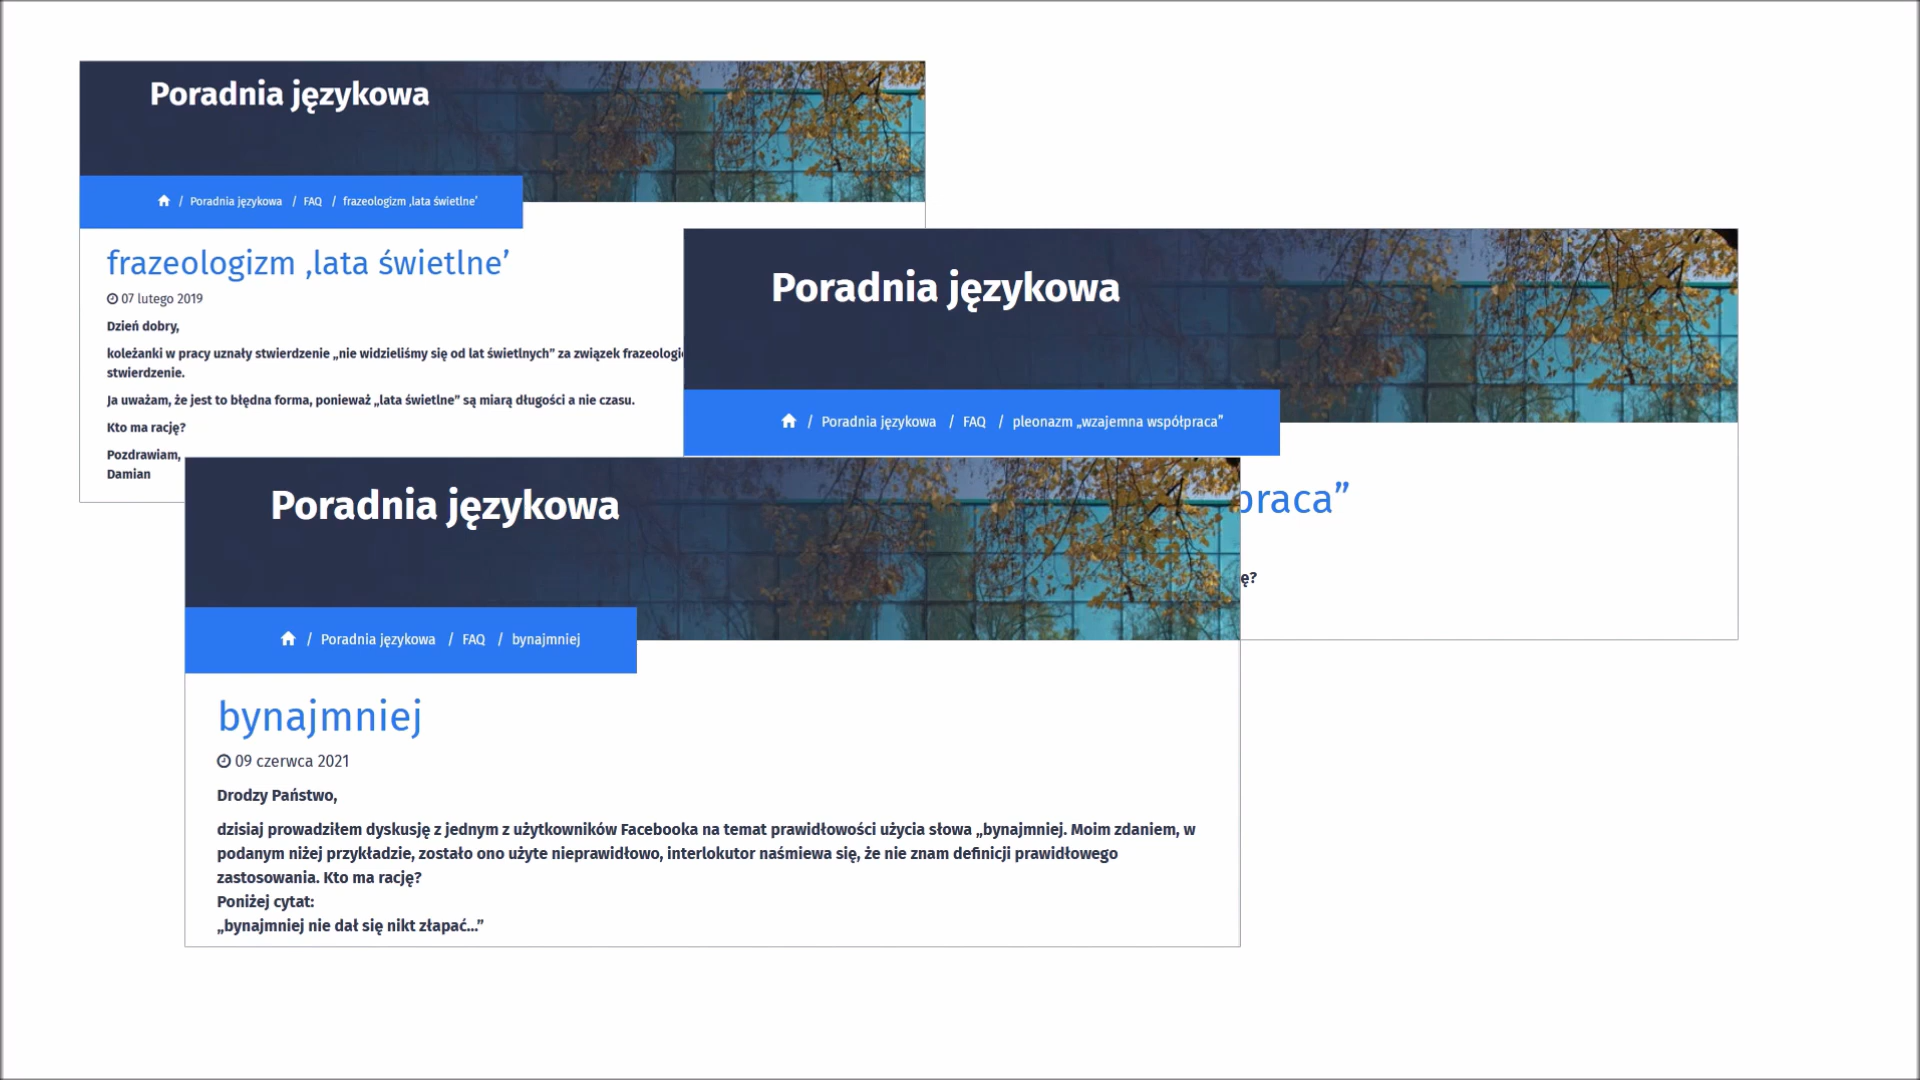 Poradnia językowa
/ Poradnia językowa / FAQ / frazeologizm ‚lata świetlne’
frazeologizm ‚lata świetlne’
07 lutego 2019
Dzień dobry,
koleżanki w pracy uznały stwierdzenie „nie widzieliśmy się od lat świetlnych” za związek
stwierdzenie.
Ja uważam, że jest to błędna forma, ponieważ „lata świetlne” są miarą długości a nie czasu.
Kto ma rację?
Pozdrawiam,
Damian
Poradnia językowa
/ Poradnia językowa / FAQ / pleonazm „wzajemna współpraca”
praca”
ę?
Poradnia językowa
/ Poradnia językowa / FAQ / bynajmniej
bynajmniej
09 czerwca 2021
Drodzy Państwo,
dzisiaj prowadziłem dyskusję z jednym z użytkowników Facebooka na temat prawidłowości użycia słowa „bynajmniej. Moim zdaniem, w
podanym niżej przykładzie, zostało ono użyte nieprawidłowo, interlokutor naśmiewa się, że nie znam definicji prawidłowego
zastosowania. Kto ma rację?
Poniżej cytat:
„bynajmniej nie dał się nikt złapać...”